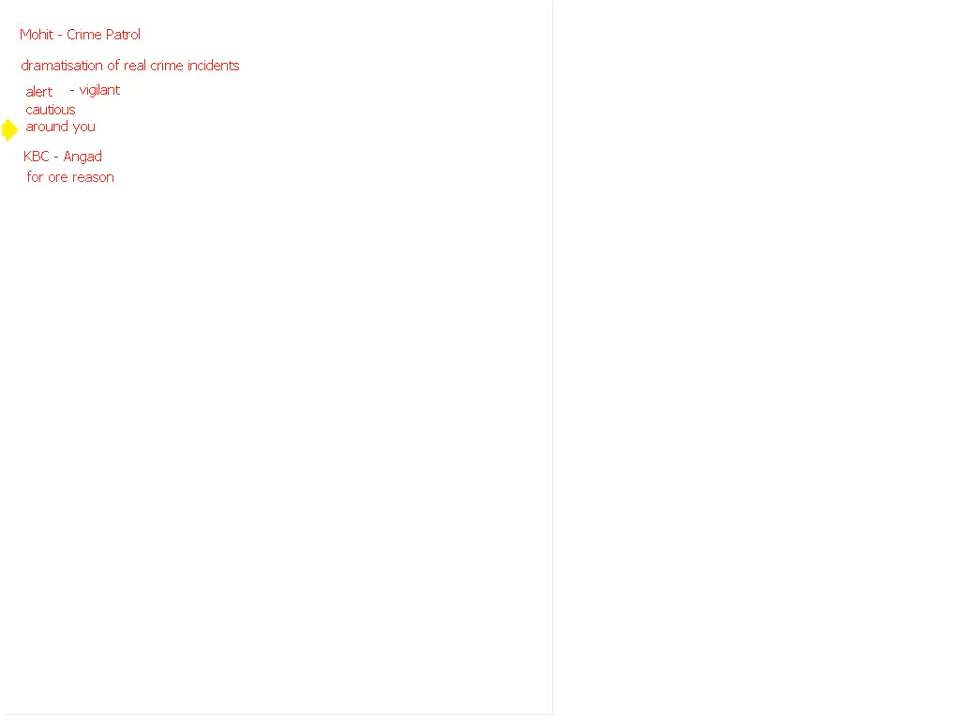 Mohit - Crime Patrol
dramatisation of real crime incidents
alert - vigilant
cautious
around you
KBC - Angad
for ore reason